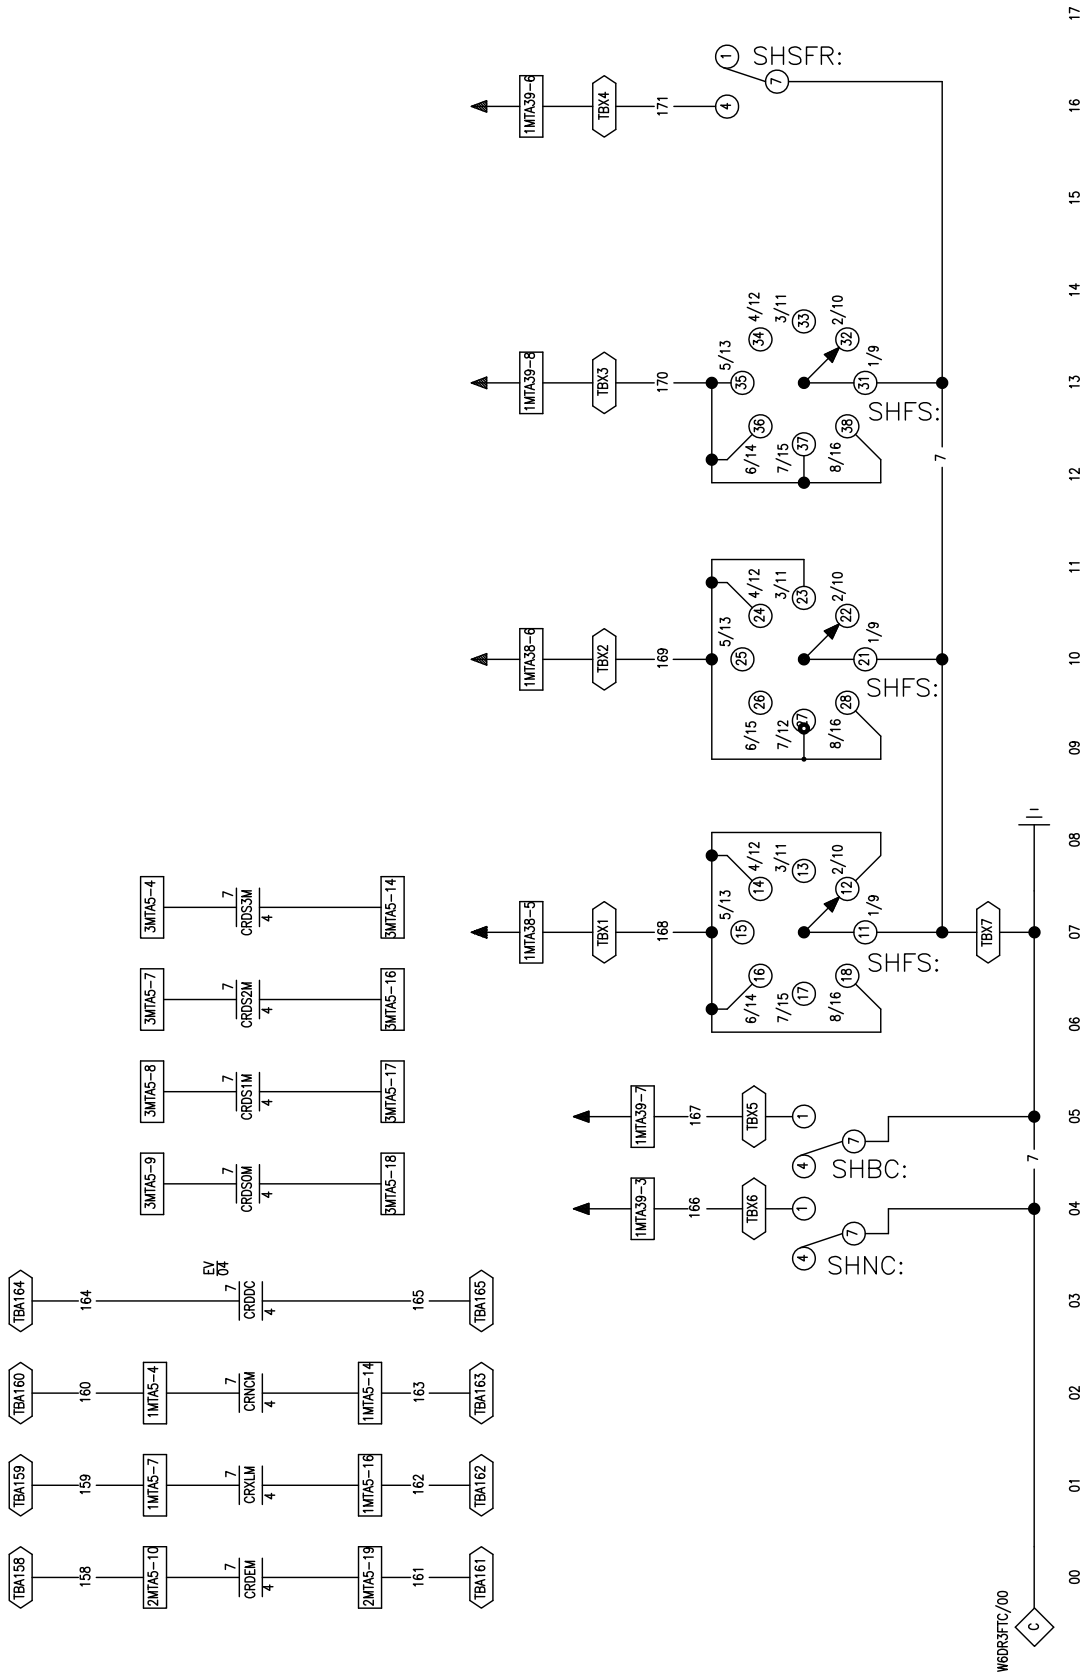 TBA158
158
2MTA5-10
7
CRDEM
4
2MTA5-19
161
TBA161
TBA159
159
1MTA5-7
7
CRXLM
4
1MTA5-16
162
TBA162
TBA160
160
1MTA5-4
7
CRNCM
4
1MTA5-14
163
TBA163
TBA164
164
EV
04
7
CRDDC
4
165
TBA165
3MTA5-9
7
CRDS0M
4
3MTA5-18
3MTA5-8
7
CRDS1M
4
3MTA5-17
3MTA5-7
7
CRDS2M
4
3MTA5-16
3MTA5-4
7
CRDS3M
4
3MTA5-14
1MTA39-3
166
TBX6
1
4
7
SHNC:
1MTA39-7
167
TBX5
1
4
7
SHBC:
1MTA38-5
TBX1
168
5/13
15
6/14
16
14
4/12
7/15
17
13
3/11
8/16
18
12
2/10
11
1/9
SHFS:
TBX7
1MTA38-6
TBX2
169
5/13
25
6/15
26
24
4/12
7/12
27
23
3/11
8/16
28
22
2/10
21
1/9
SHFS:
1MTA39-8
TBX3
170
5/13
35
6/14
36
34
4/12
7/15
37
33
3/11
8/16
38
32
2/10
31
1/9
SHFS:
7
1MTA39-6
TBX4
171
4
1
7
SHSFR:
W6DR3FTC/00
C
7
00
01
02
03
04
05
06
07
08
09
10
11
12
13
14
15
16
17